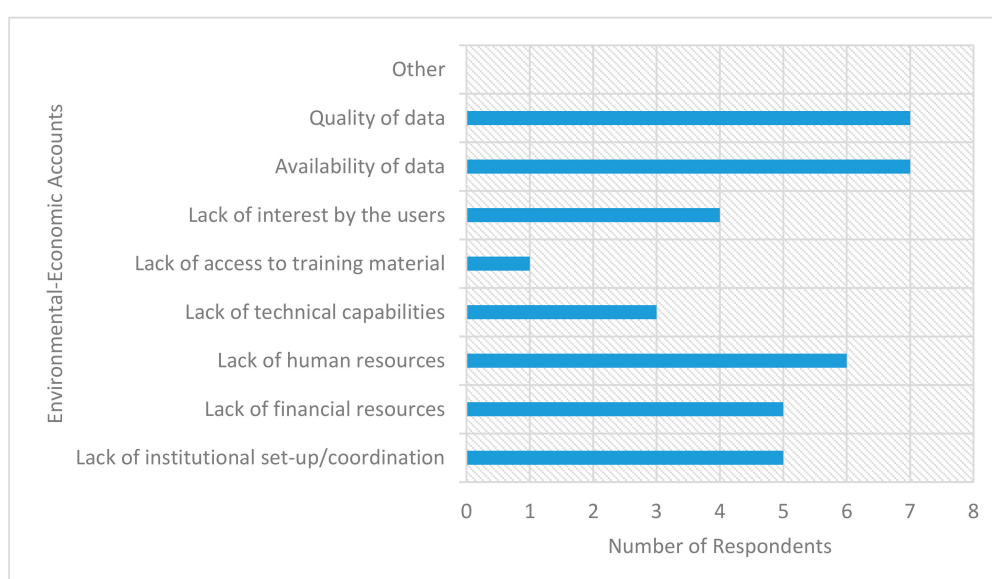 Environmental-Economic Accounts
Other
Quality of data
Availability of data
Lack of interest by the users
Lack of access to training material
Lack of technical capabilities
Lack of human resources
Lack of financial resources
Lack of institutional set-up/coordination
0 1 2 3 4 5 6 7 8
Number of Respondents